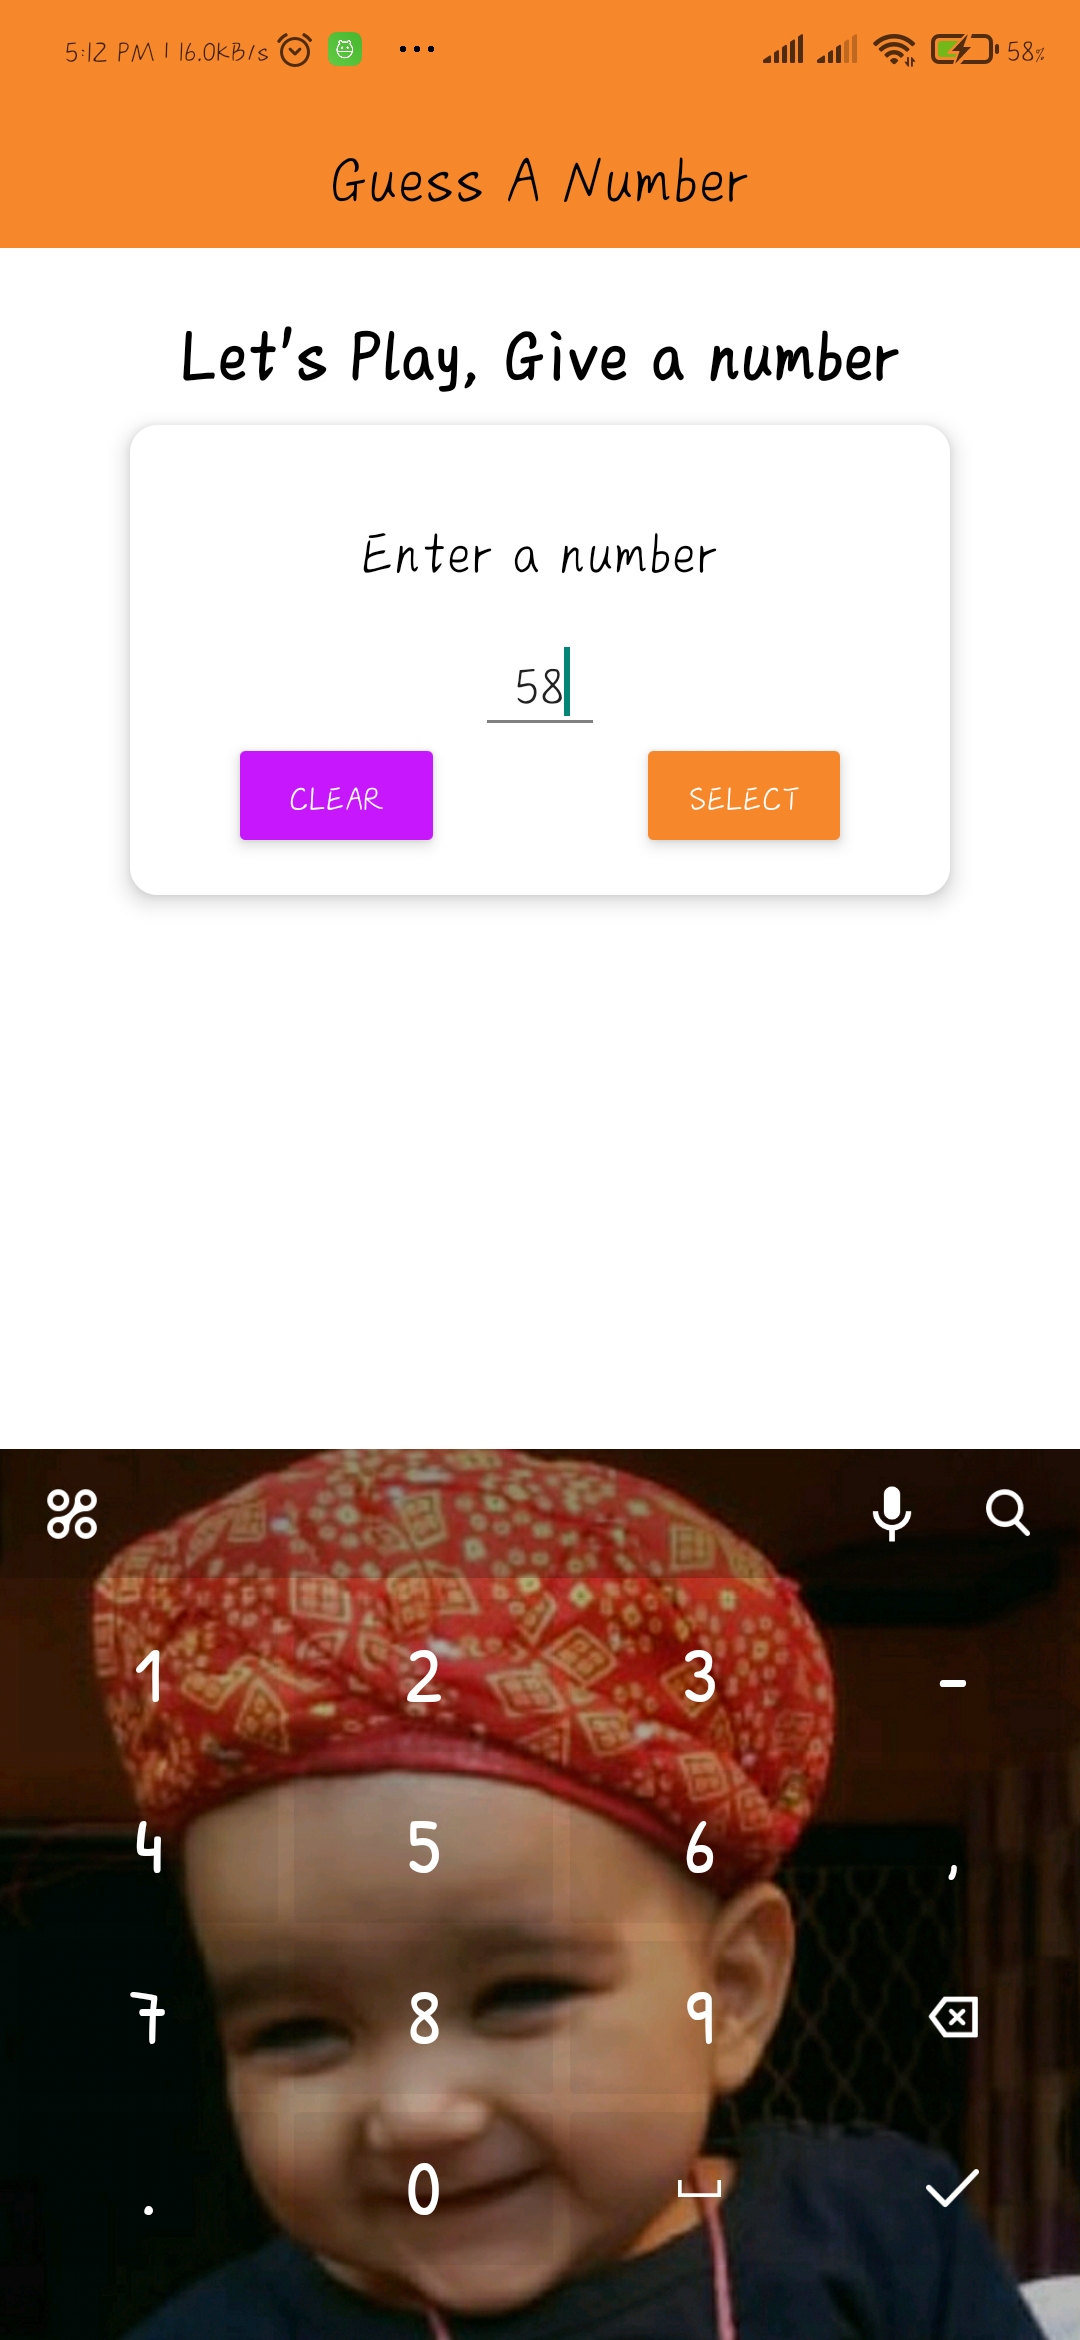 5:12 PM | 16.0KB/s ... 58%
Guess A Number
Let's Play, Give a number
Enter a number
58
CLEAR SELECT
1 2 3 -
4 5 6 ,
7 8 9
. 0